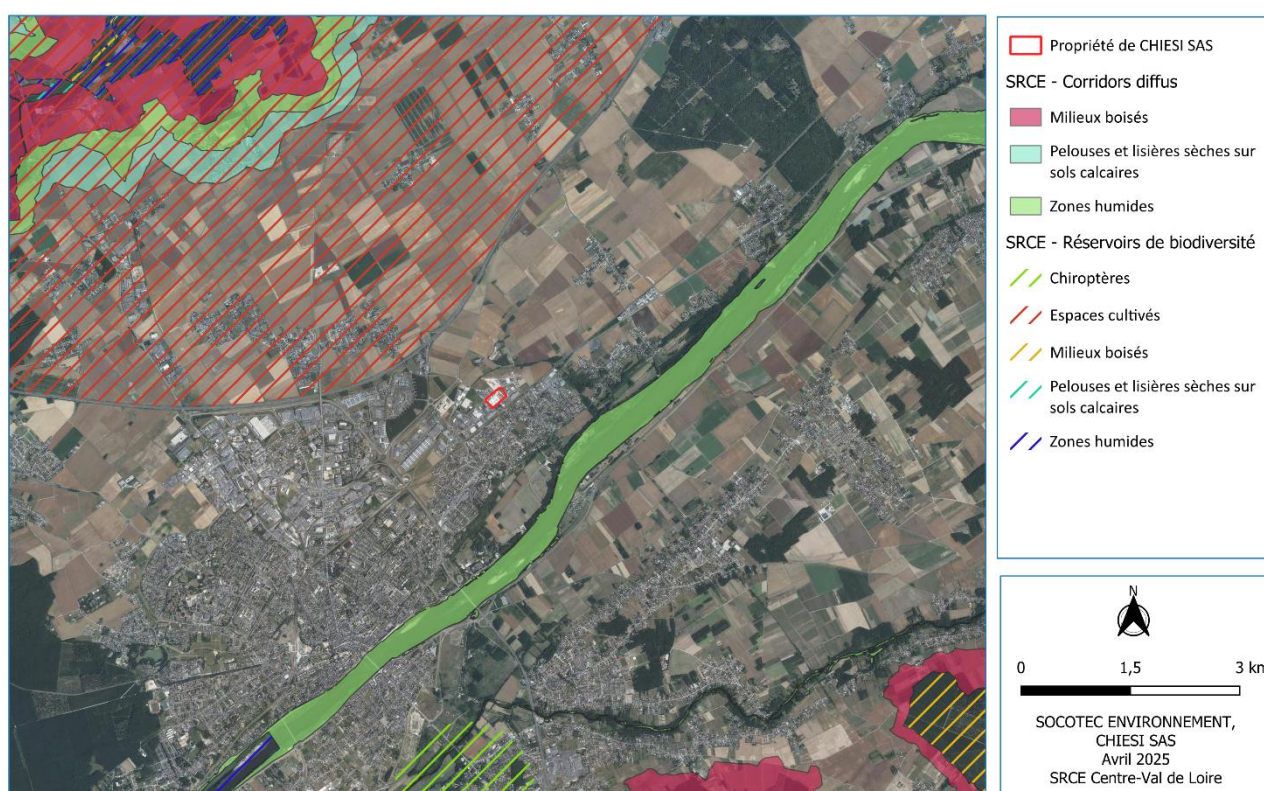 Propriété de CHIESI SAS
SRCE - Corridors diffus
Milieux boisés
Pelouses et lisières sèches sur
sols calcaires
Zones humides
SRCE - Réservoirs de biodiversité
Chiroptères
Espaces cultivés
Milieux boisés
Pelouses et lisières sèches sur
sols calcaires
Zones humides
N
0 1,5 3 km
SOCOTEC ENVIRONNEMENT,
CHIESI SAS
Avril 2025
SRCE Centre-Val de Loire